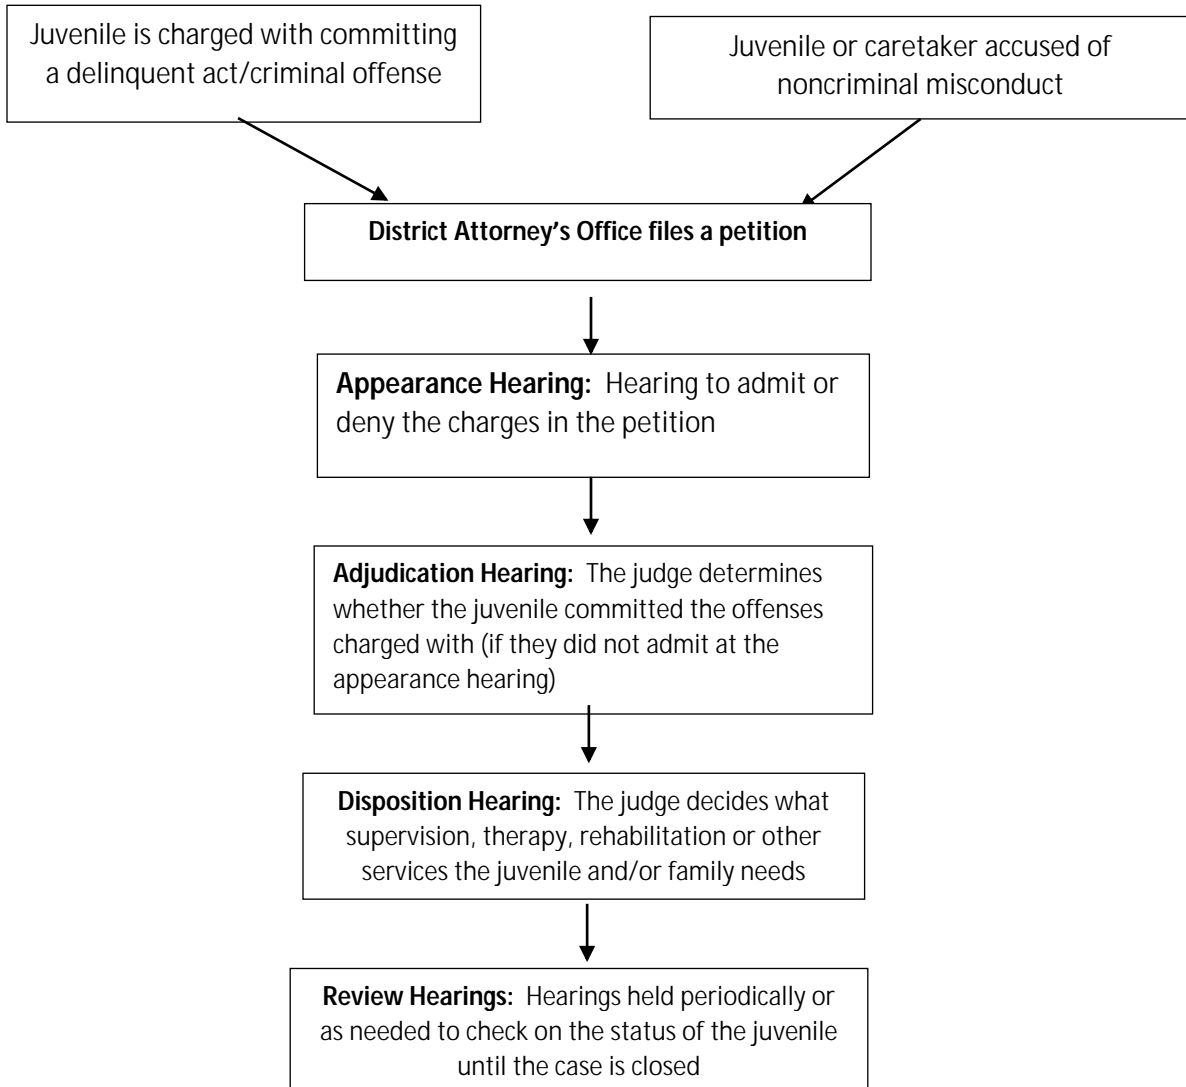 Juvenile is charged with committing
a delinquent act/criminal offense
Juvenile or caretaker accused of
noncriminal misconduct
District Attorney's Office files a petition
Appearance Hearing: Hearing to admit or
deny the charges in the petition
Adjudication Hearing: The judge determines
whether the juvenile committed the offenses
charged with (if they did not admit at the
appearance hearing)
Disposition Hearing: The judge decides what
supervision, therapy, rehabilitation or other
services the juvenile and/or family needs
Review Hearings: Hearings held periodically or
as needed to check on the status of the juvenile
until the case is closed